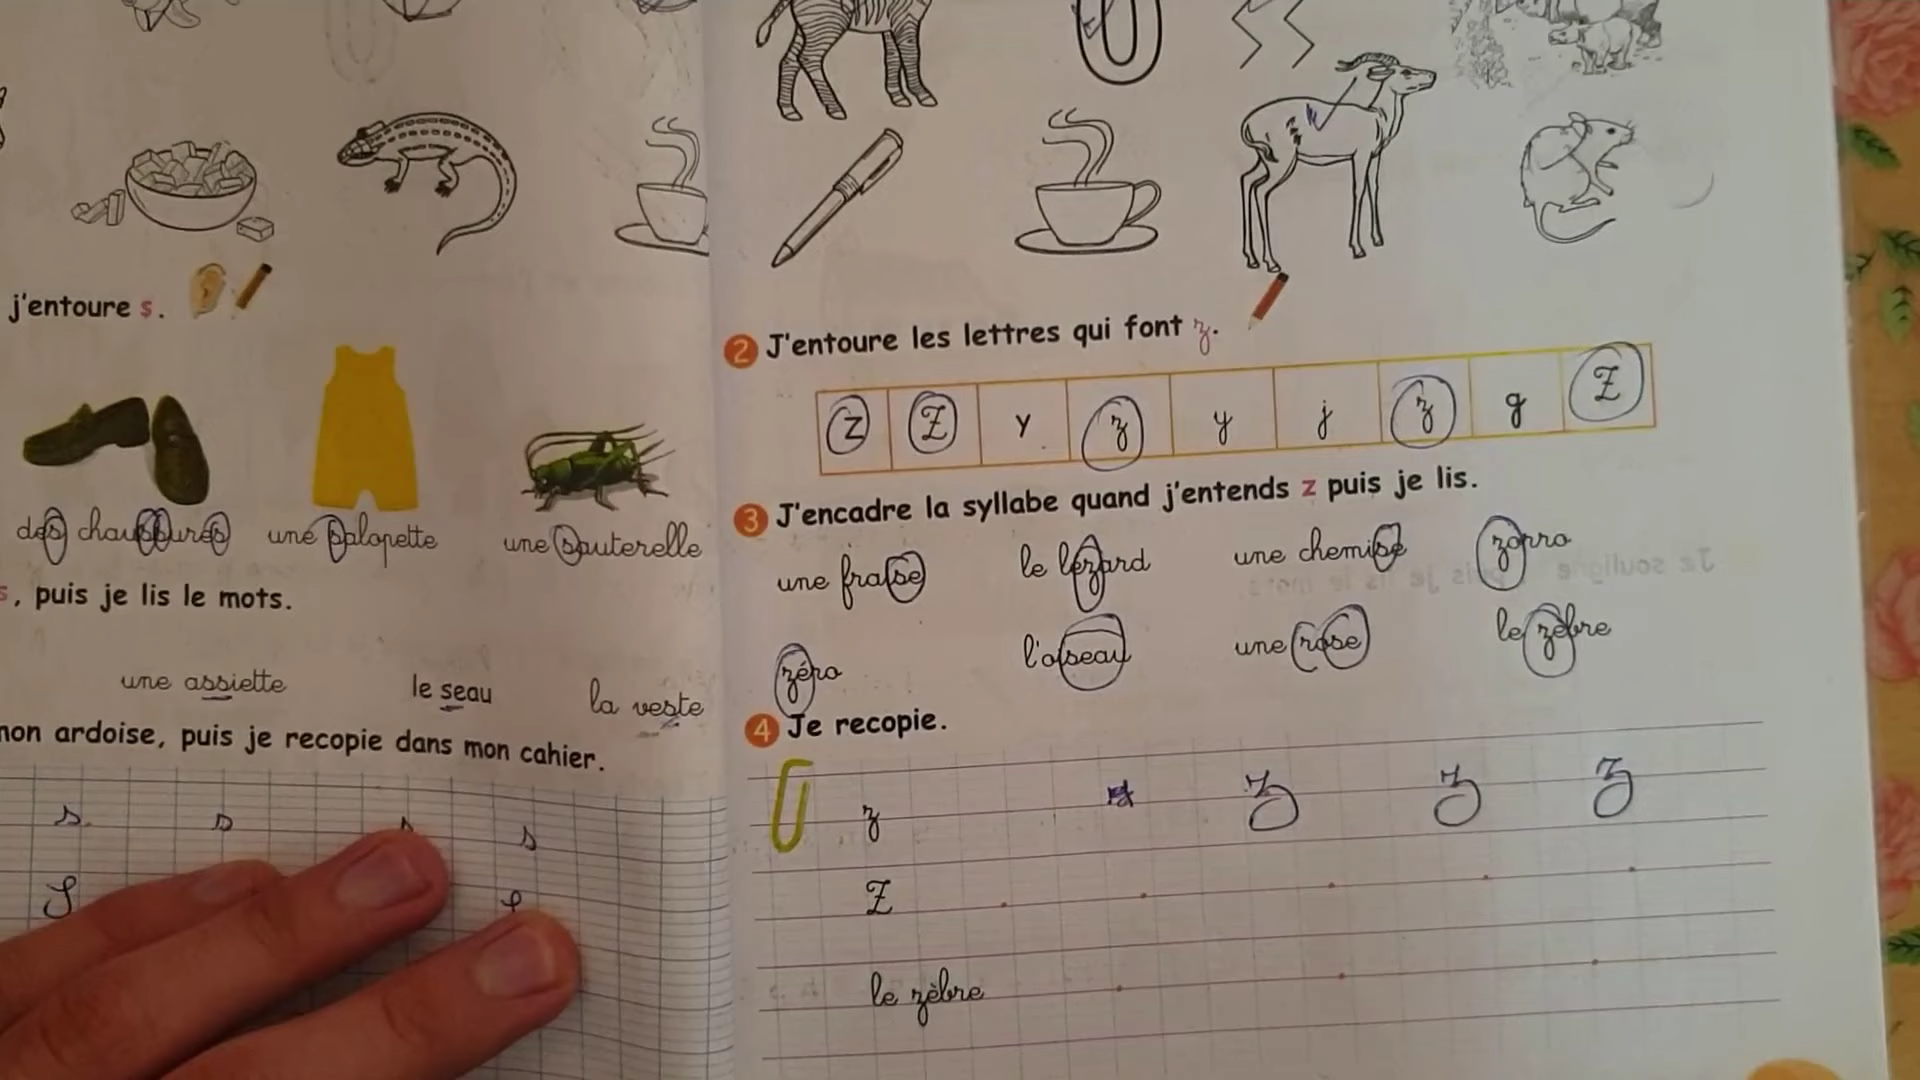 j'entoure s.
des chaussures une salopette une sauterelle
s, puis je lis le mots.
une assiette le seau la veste
mon ardoise, puis je recopie dans mon cahier.
s s s s
S
2 J'entoure les lettres qui font z.
z Z y z y j z g Z
3 J'encadre la syllabe quand j'entends z puis je lis.
une fraise le lézard une chemise zorro
zéro l'oiseau une rose le zèbre
4 Je recopie.
z z z z
Z
le zèbre